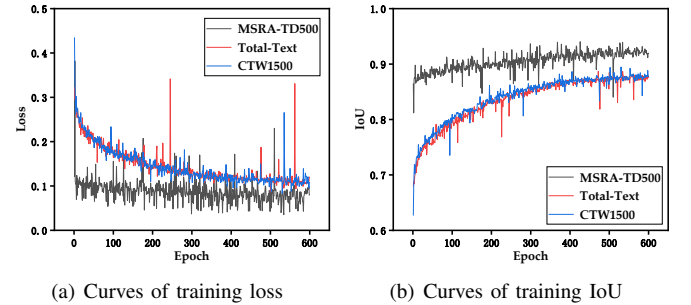 0.5
0.4
0.3
0.2
0.1
0.0
Loss
MSRA-TD500
Total-Text
CTW1500
0 100 200 300 400 500 600
Epoch
(a) Curves of training loss
1.0
0.9
0.8
0.7
0.6
IoU
MSRA-TD500
Total-Text
CTW1500
0 100 200 300 400 500 600
Epoch
(b) Curves of training IoU